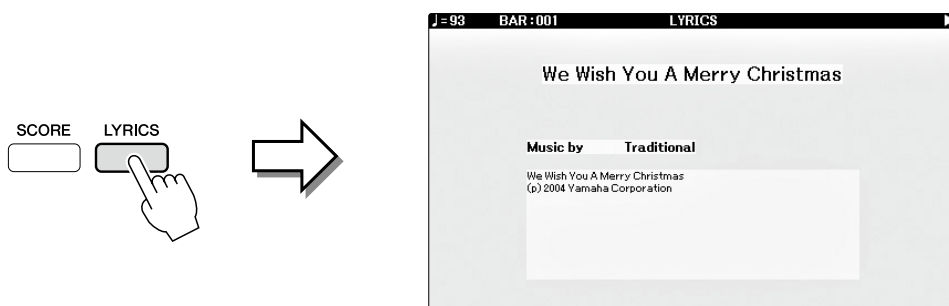 SCORE LYRICS
♩= 93 BAR : 001 LYRICS
We Wish You A Merry Christmas
Music by Traditional
We Wish You A Merry Christmas
(p) 2004 Yamaha Corporation